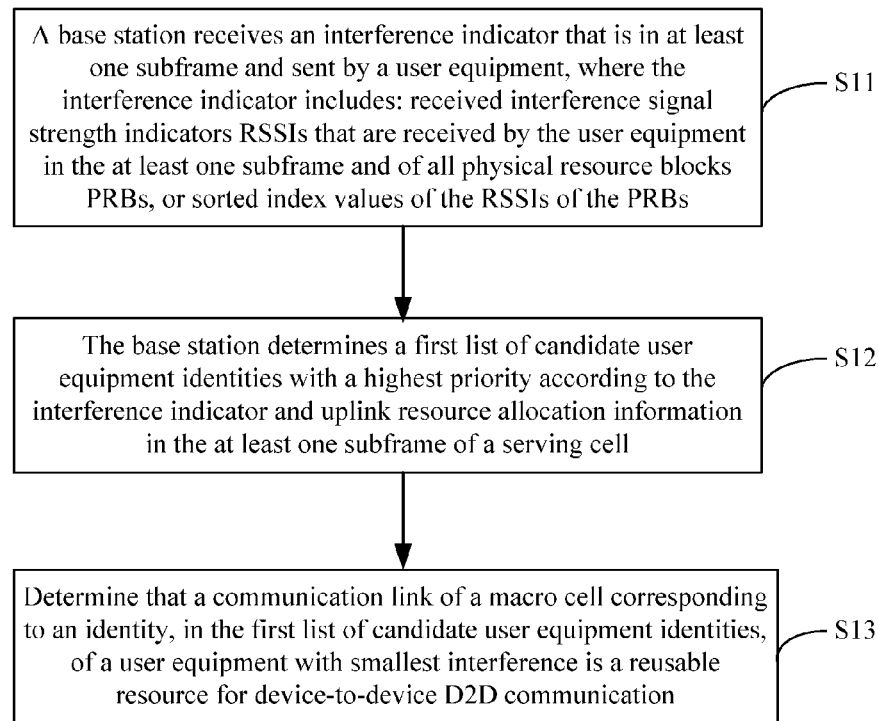 A base station receives an interference indicator that is in at least
one subframe and sent by a user equipment, where the
interference indicator includes: received interference signal
strength indicators RSSIs that are received by the user equipment
in the at least one subframe and of all physical resource blocks
PRBs, or sorted index values of the RSSIs of the PRBs
S11
The base station determines a first list of candidate user
equipment identities with a highest priority according to the
interference indicator and uplink resource allocation information
in the at least one subframe of a serving cell
S12
Determine that a communication link of a macro cell corresponding
to an identity, in the first list of candidate user equipment identities,
of a user equipment with smallest interference is a reusable
resource for device-to-device D2D communication
S13